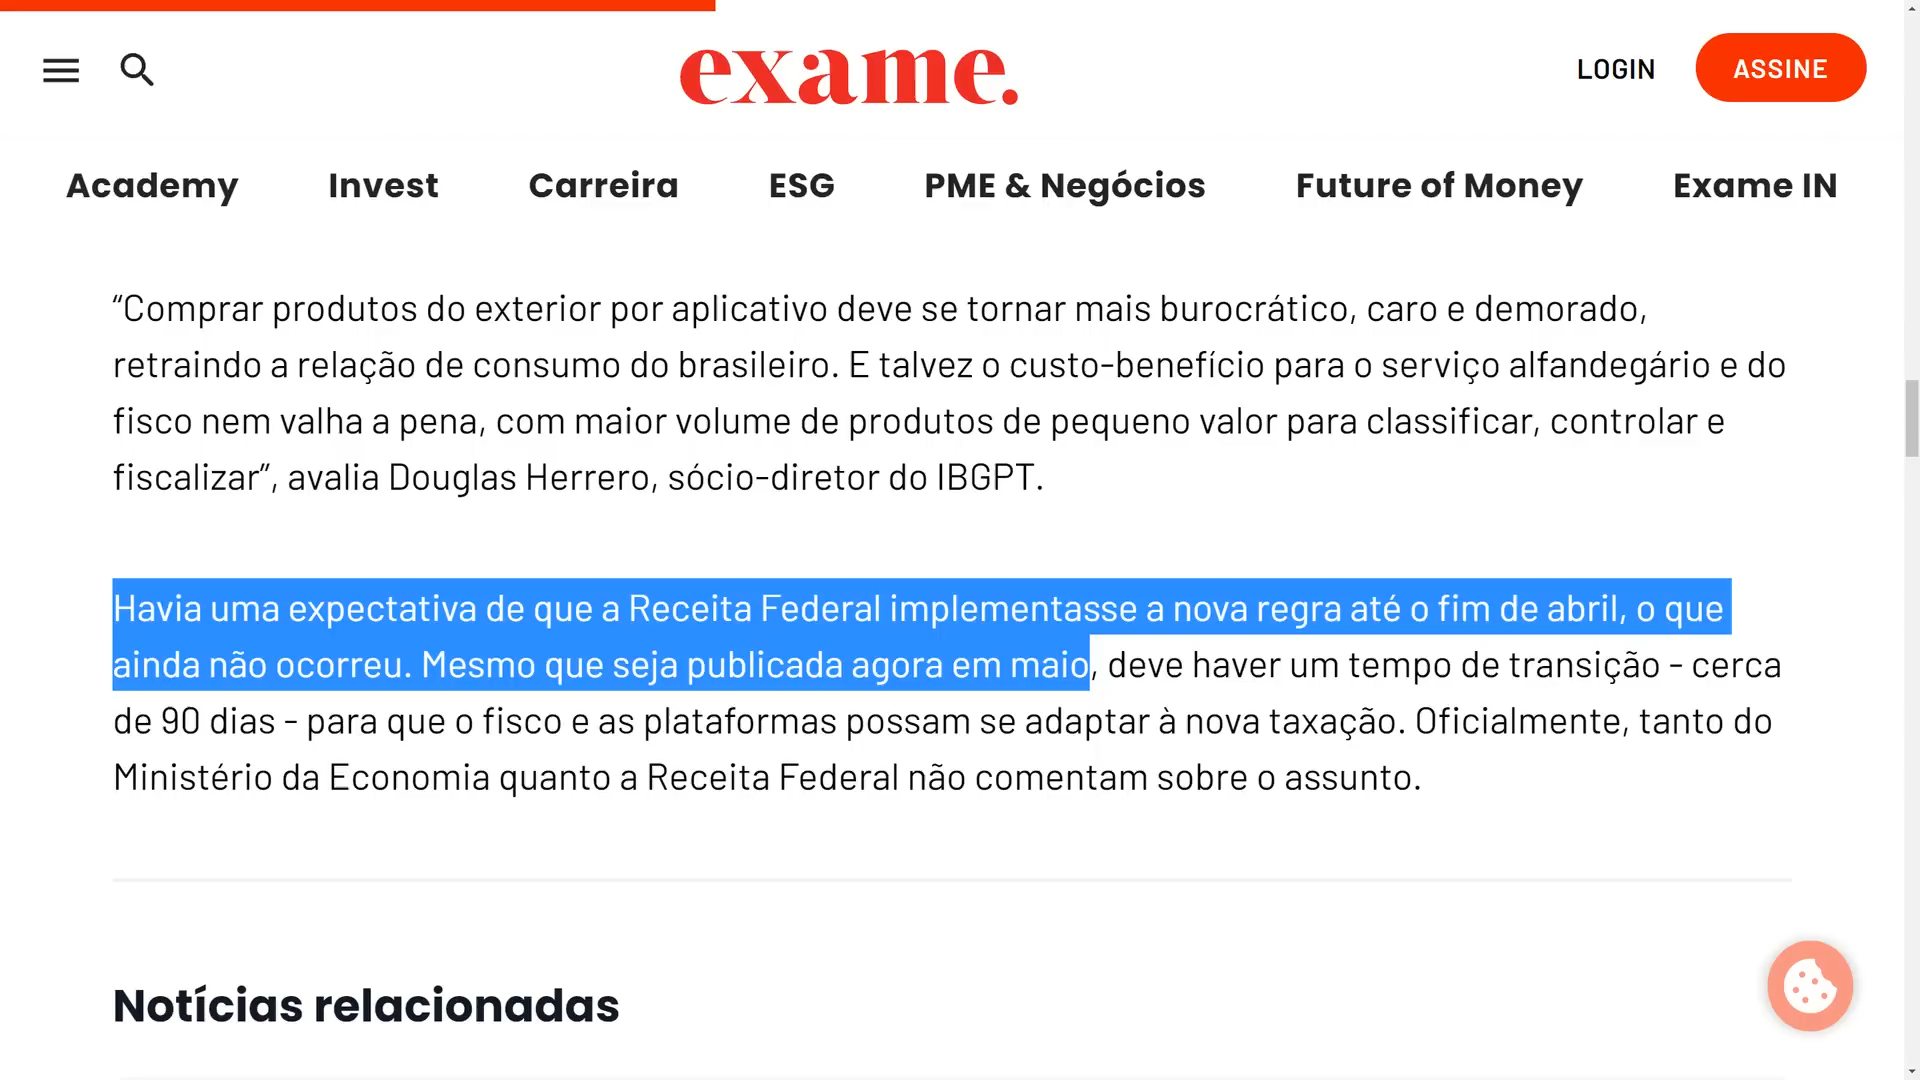 exame.
LOGIN
ASSINE
Academy
Invest
Carreira
ESG
PME & Negócios
Future of Money
Exame IN
“Comprar produtos do exterior por aplicativo deve se tornar mais burocrático, caro e demorado,
retraindo a relação de consumo do brasileiro. E talvez o custo-benefício para o serviço alfandegário e do
fisco nem valha a pena, com maior volume de produtos de pequeno valor para classificar, controlar e
fiscalizar”, avalia Douglas Herrero, sócio-diretor do IBGPT.
Havia uma expectativa de que a Receita Federal implementasse a nova regra até o fim de abril, o que
ainda não ocorreu. Mesmo que seja publicada agora em maio, deve haver um tempo de transição - cerca
de 90 dias - para que o fisco e as plataformas possam se adaptar à nova taxação. Oficialmente, tanto do
Ministério da Economia quanto a Receita Federal não comentam sobre o assunto.
Notícias relacionadas